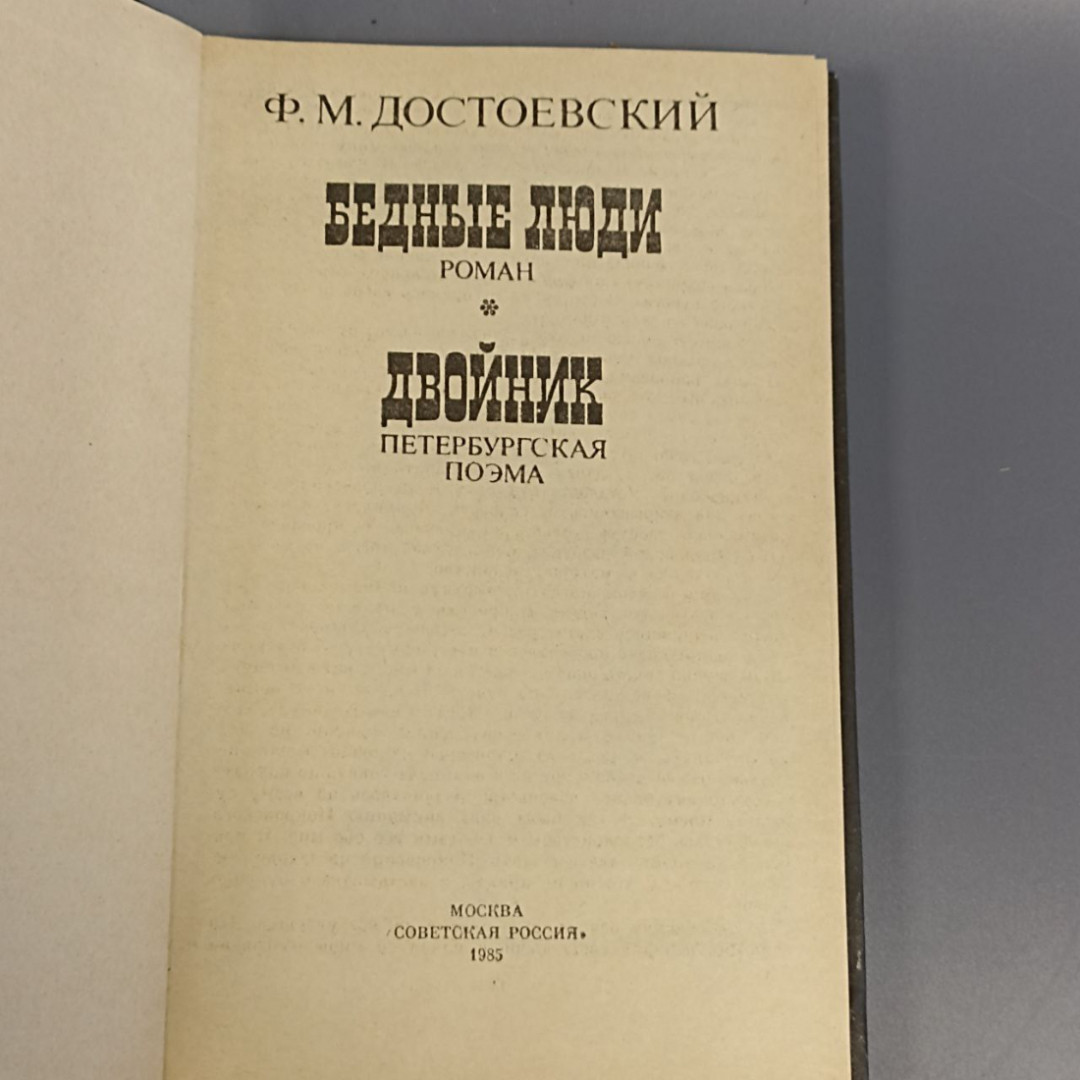 Ф. М. ДОСТОЕВСКИЙ
БЕДНЫЕ ЛЮДИ
РОМАН
*
ДВОЙНИК
ПЕТЕРБУРГСКАЯ
ПОЭМА
МОСКВА
«СОВЕТСКАЯ РОССИЯ»
1985